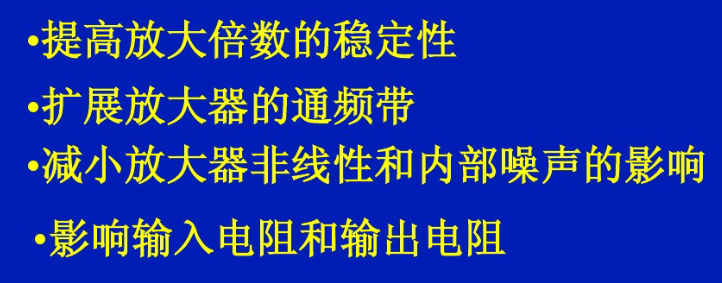 •提高放大倍数的稳定性
•扩展放大器的通频带
•减小放大器非线性和内部噪声的影响
•影响输入电阻和输出电阻